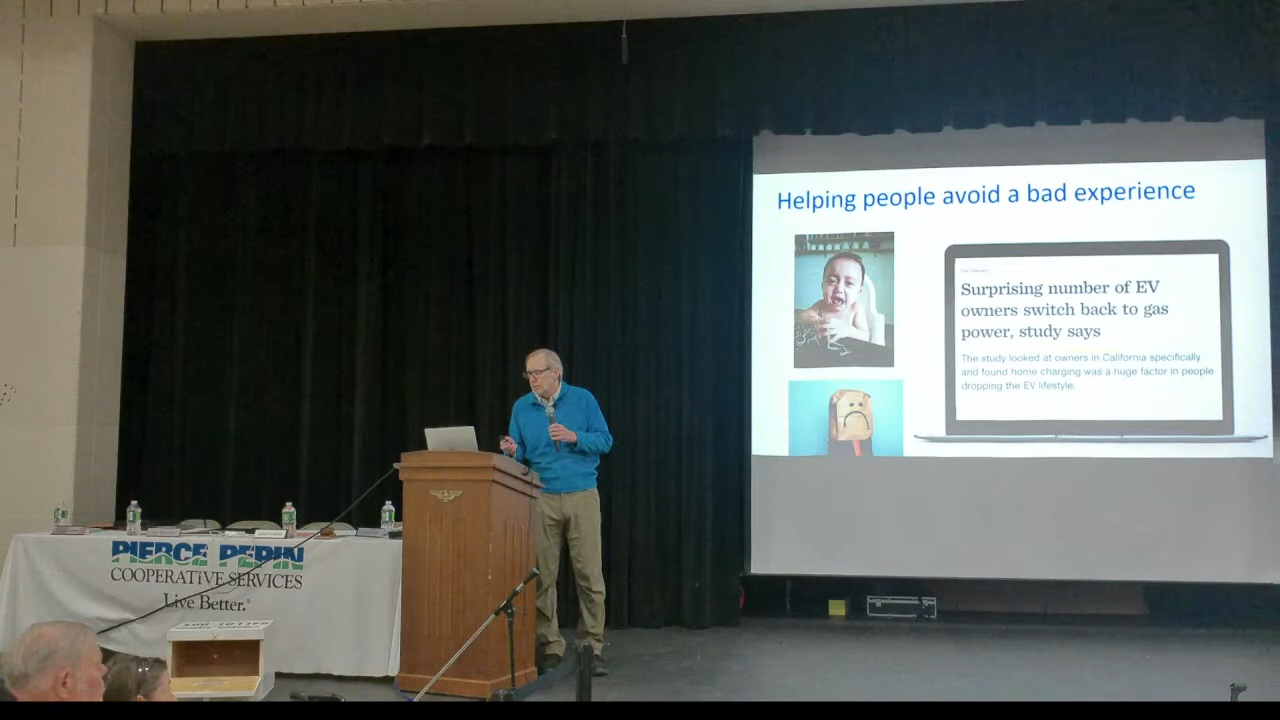 Helping people avoid a bad experience
Surprising number of EV
owners switch back to gas
power, study says
The study looked at owners in California specifically
and found home charging was a huge factor in people
dropping the EV lifestyle.
PIERCE PEPIN
COOPERATIVE SERVICES
Live Better.®